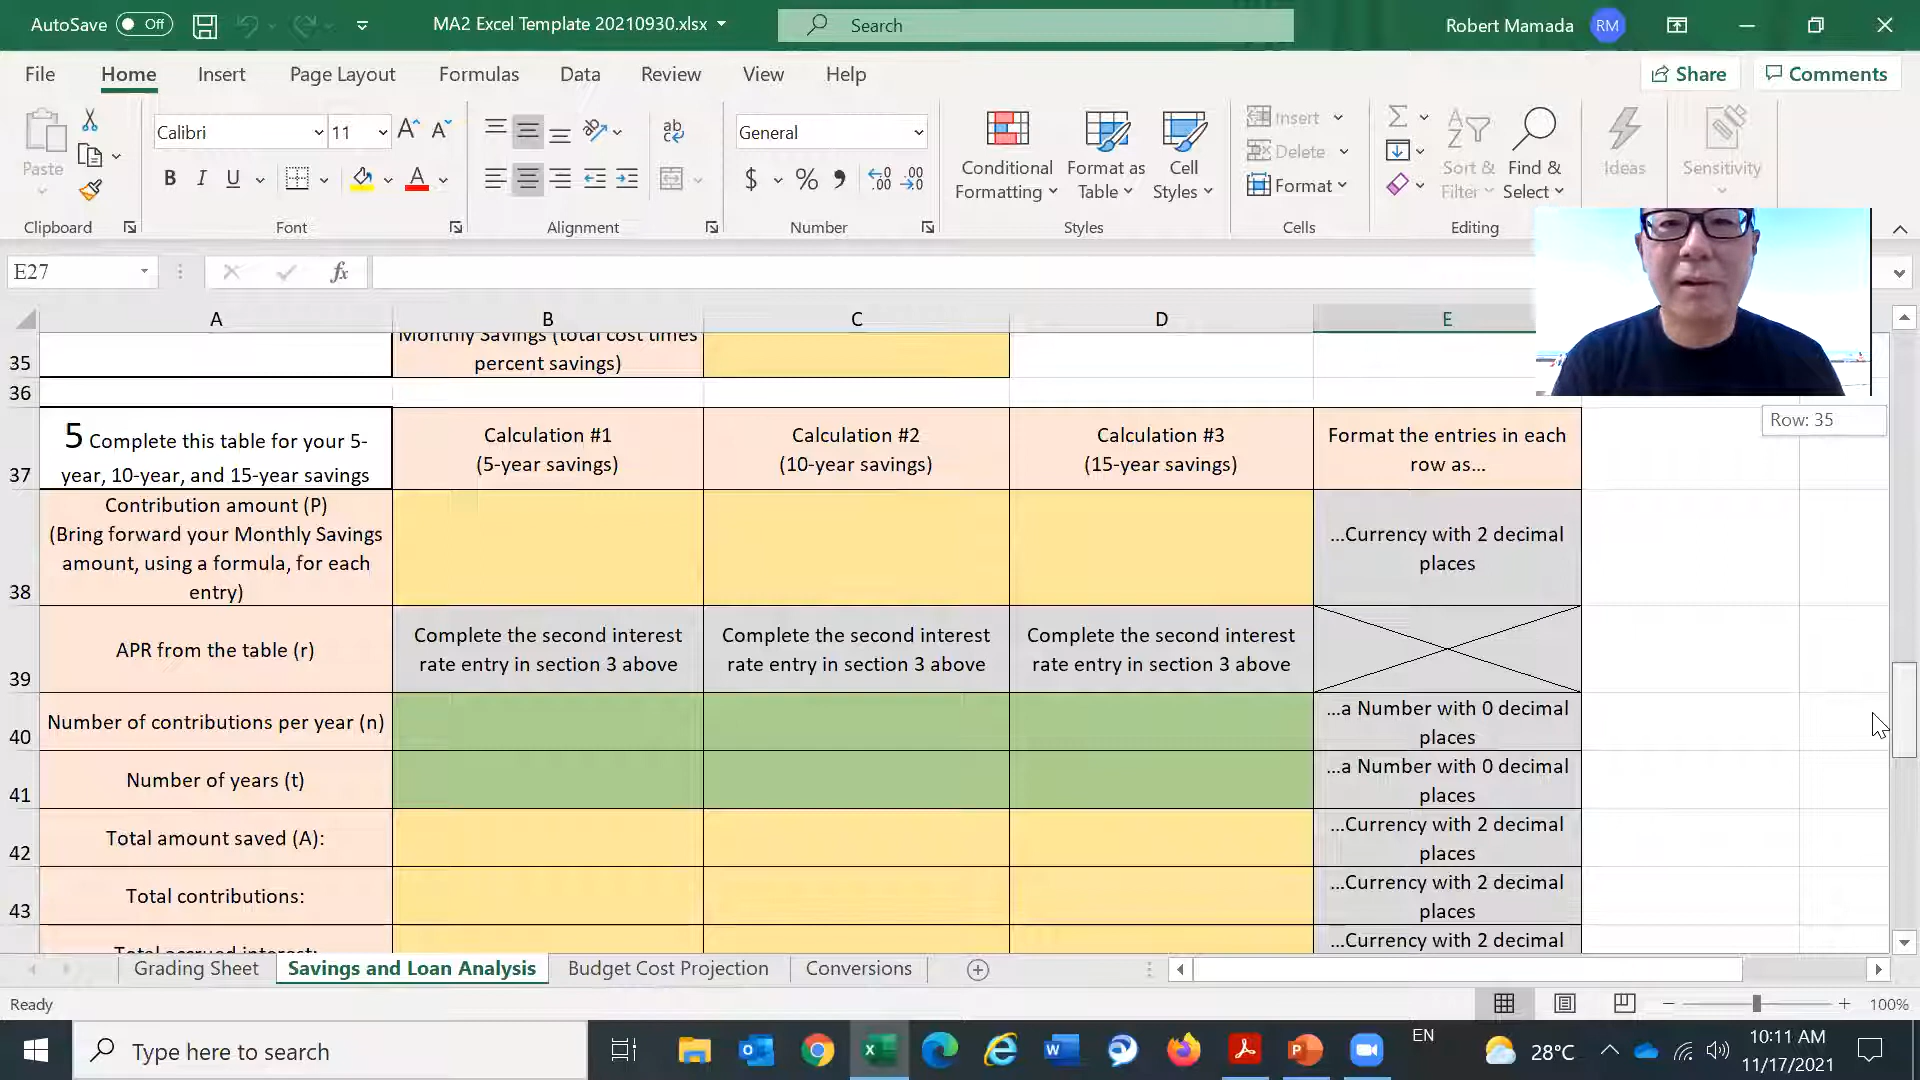 AutoSave Off MA2 Excel Template 20210930.xlsx Search Robert Mamada RM
File Home Insert Page Layout Formulas Data Review View Help Share Comments
Calibri 11 General
Paste
B I U $ % 9
Conditional Formatting Format as Table Cell Styles
Insert
Delete
Format
Sort & Filter Find & Select
Ideas
Sensitivity
Clipboard Font Alignment Number Styles Cells Editing
E27 fx
A B C D E
35 Monthly Savings (total cost times
percent savings)
36
Row: 35
37 5 Complete this table for your 5-
year, 10-year, and 15-year savings
Calculation #1
(5-year savings)
Calculation #2
(10-year savings)
Calculation #3
(15-year savings)
Format the entries in each
row as...
38 Contribution amount (P)
(Bring forward your Monthly Savings
amount, using a formula, for each
entry)
...Currency with 2 decimal
places
39 APR from the table (r)
Complete the second interest
rate entry in section 3 above
Complete the second interest
rate entry in section 3 above
Complete the second interest
rate entry in section 3 above
40 Number of contributions per year (n)
...a Number with 0 decimal
places
41 Number of years (t)
...a Number with 0 decimal
places
42 Total amount saved (A):
...Currency with 2 decimal
places
43 Total contributions:
...Currency with 2 decimal
places
Total accrued interest:
...Currency with 2 decimal
Grading Sheet Savings and Loan Analysis Budget Cost Projection Conversions
Ready 100%
Type here to search EN 28°C 10:11 AM
11/17/2021